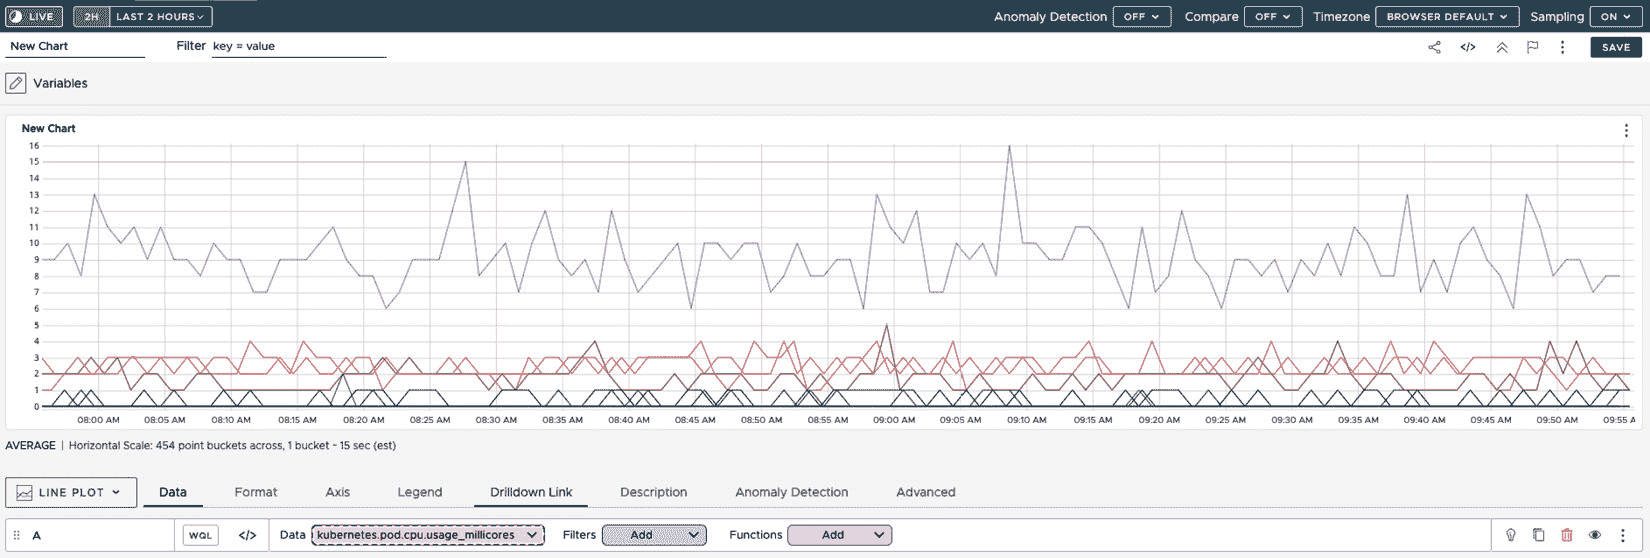 LIVE 2H LAST 2 HOURS Anomaly Detection OFF Compare OFF Timezone BROWSER DEFAULT Sampling ON
New Chart Filter key = value </> SAVE
Variables
New Chart
16
15
14
13
12
11
10
9
8
7
6
5
4
3
2
1
0
08:00 AM 08:05 AM 08:10 AM 08:15 AM 08:20 AM 08:25 AM 08:30 AM 08:35 AM 08:40 AM 08:45 AM 08:50 AM 08:55 AM 09:00 AM 09:05 AM 09:10 AM 09:15 AM 09:20 AM 09:25 AM 09:30 AM 09:35 AM 09:40 AM 09:45 AM 09:50 AM 09:55 A
AVERAGE | Horizontal Scale: 454 point buckets across, 1 bucket ~ 15 sec (est)
LINE PLOT Data Format Axis Legend Drilldown Link Description Anomaly Detection Advanced
A WQL </> Data kubernetes.pod.cpu.usage_millicores Filters Add Functions Add